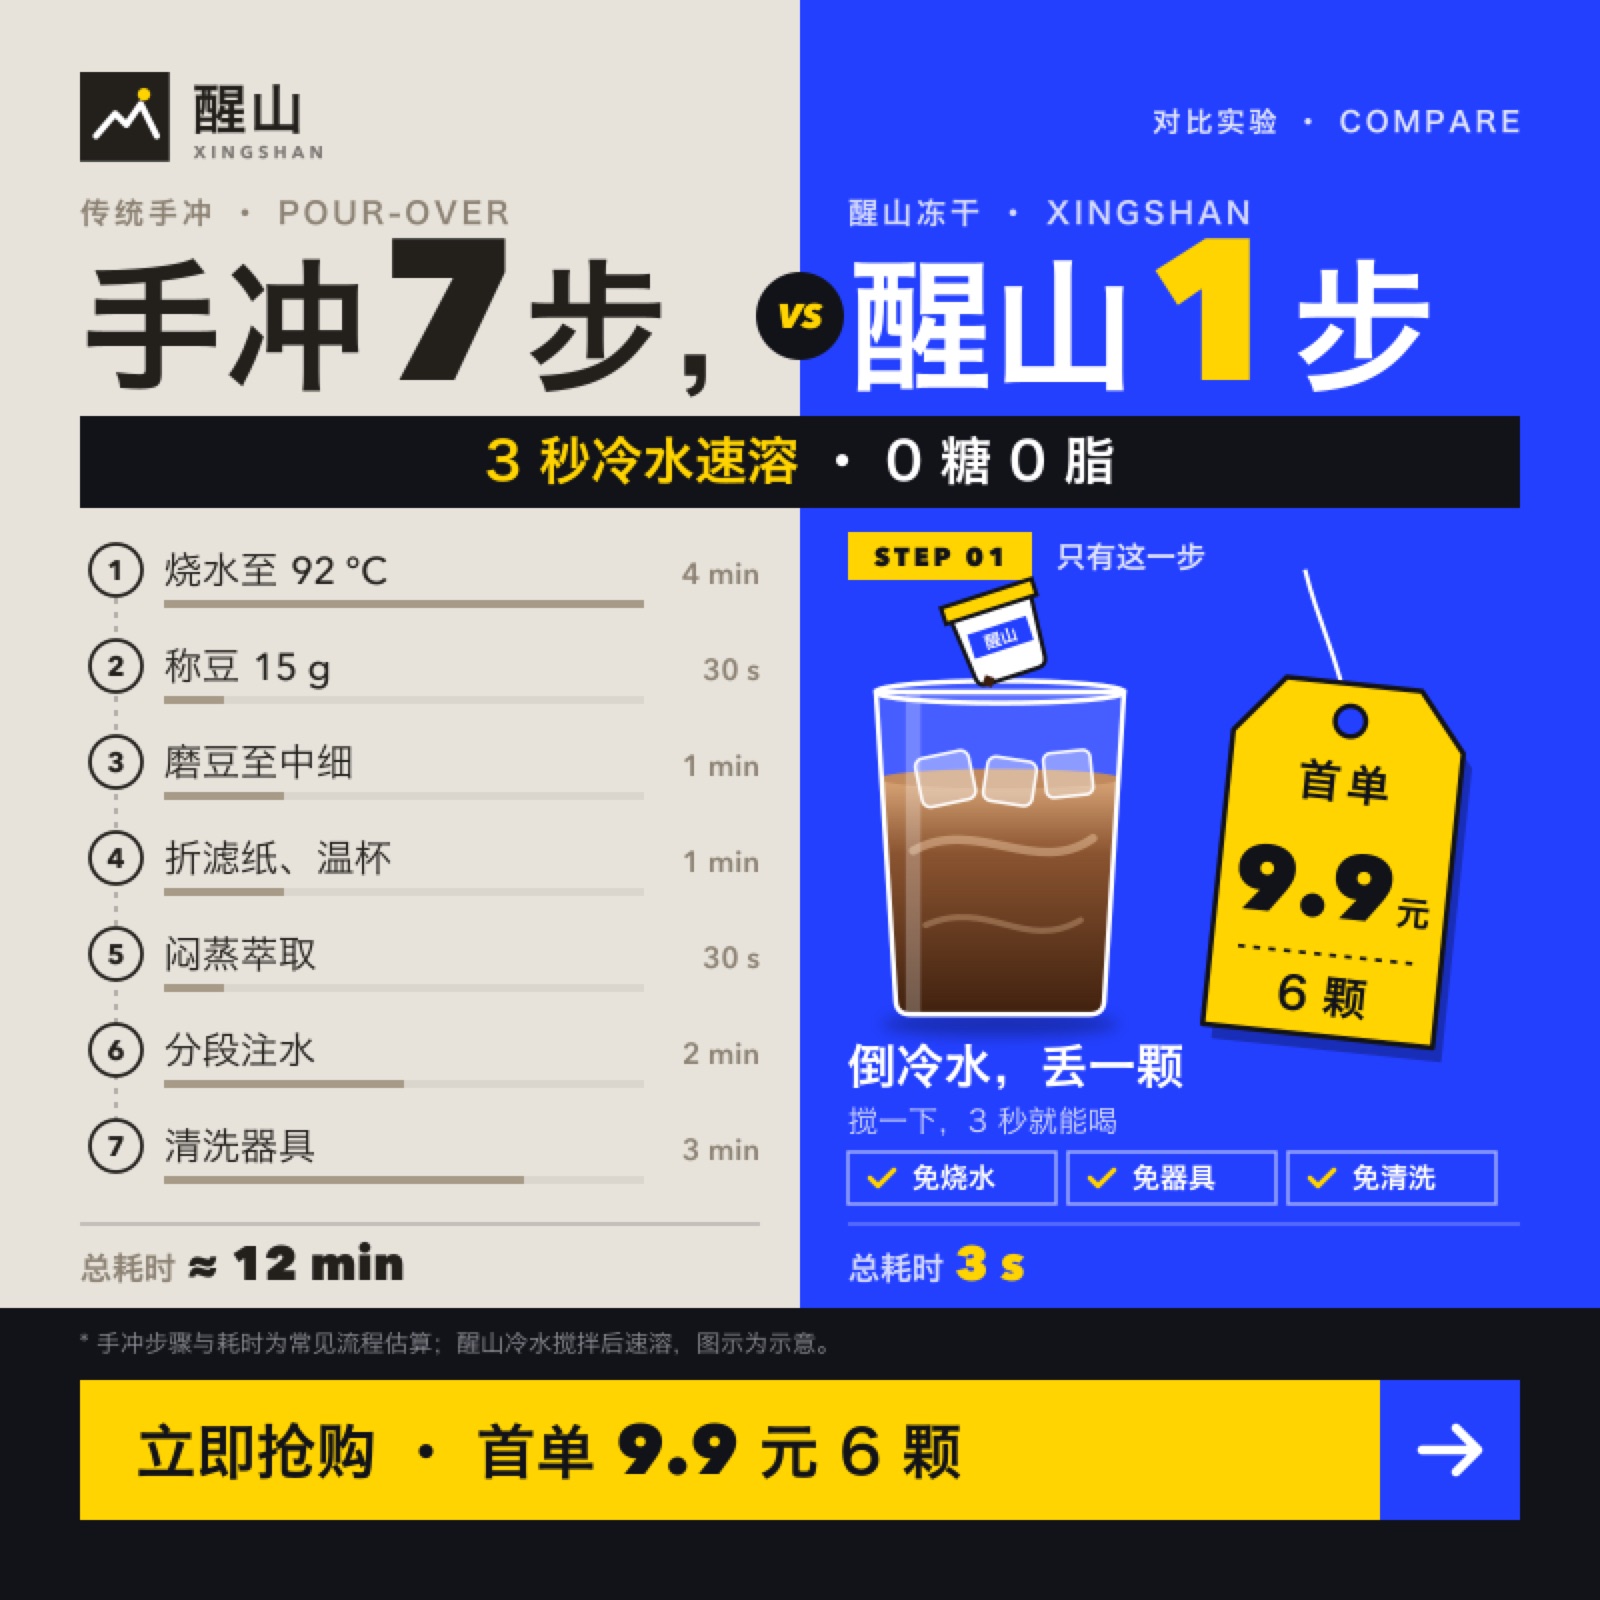 醒山
XINGSHAN
对比实验 · COMPARE
传统手冲 · POUR-OVER
手冲7步,
VS
醒山冻干 · XINGSHAN
醒山1步
3 秒冷水速溶 · 0 糖 0 脂
1 烧水至 92 °C 4 min
2 称豆 15 g 30 s
3 磨豆至中细 1 min
4 折滤纸、温杯 1 min
5 闷蒸萃取 30 s
6 分段注水 2 min
7 清洗器具 3 min
总耗时 ≈ 12 min
STEP 01 只有这一步
醒山
首单
9.9元
6 颗
倒冷水，丢一颗
搅一下，3 秒就能喝
免烧水 免器具 免清洗
总耗时 3 s
* 手冲步骤与耗时为常见流程估算；醒山冷水搅拌后速溶，图示为示意。
立即抢购 · 首单 9.9 元 6 颗